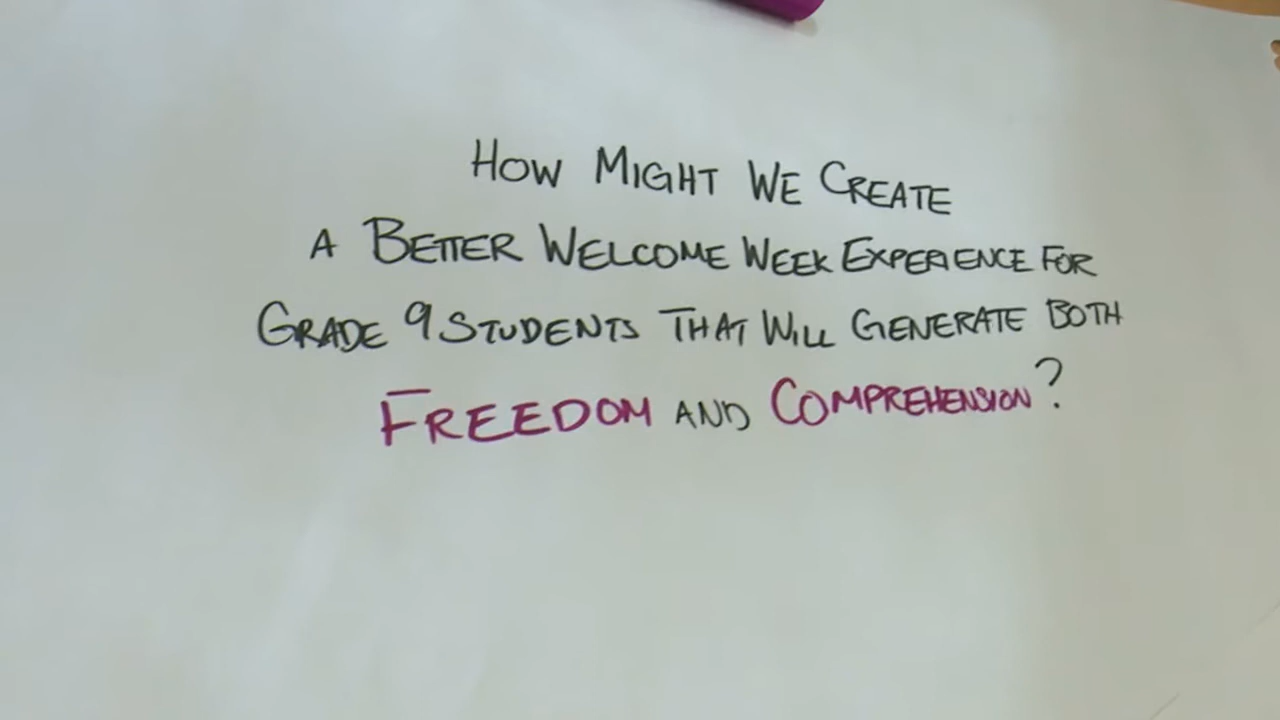 How Might We Create
A Better Welcome Week Experience For
Grade 9 Students That Will Generate Both
Freedom and Comprehension?